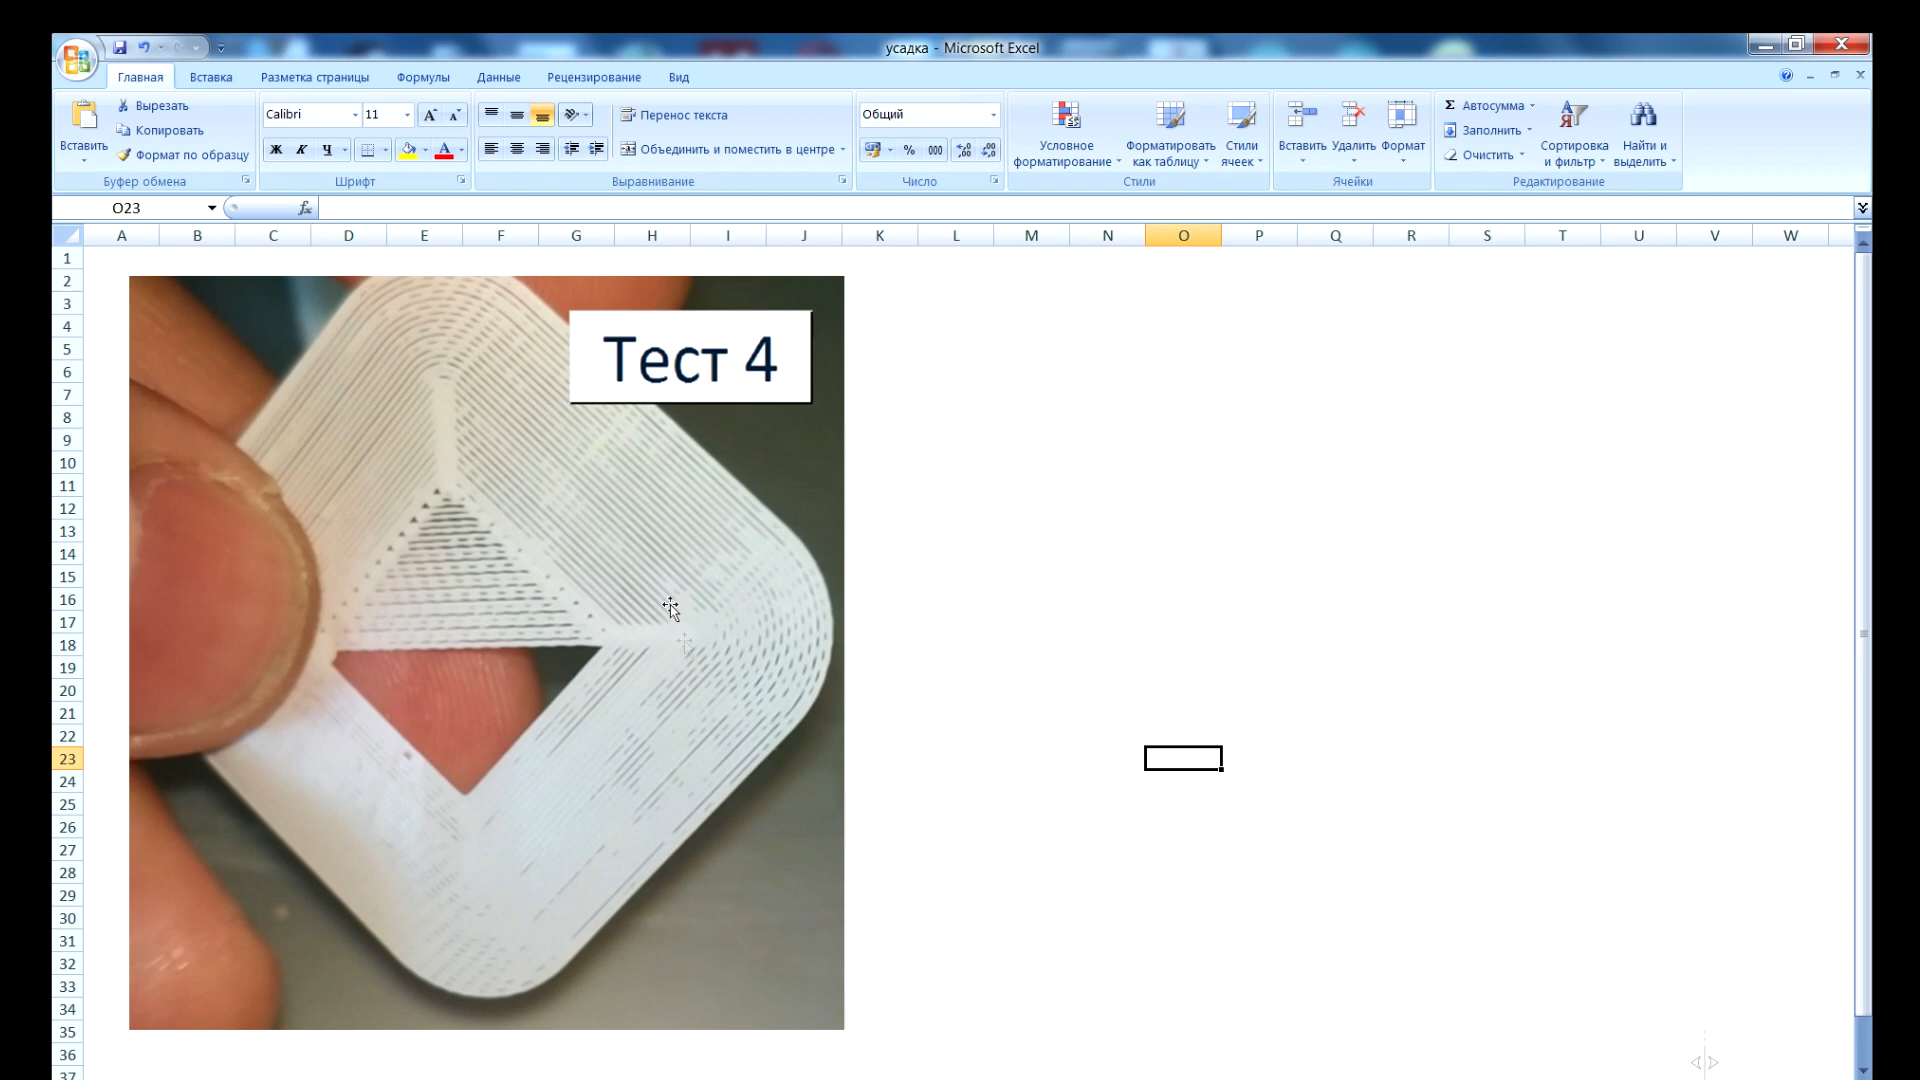 усадка - Microsoft Excel
Главная Вставка Разметка страницы Формулы Данные Рецензирование Вид
Вставить
Вырезать
Копировать
Формат по образцу
Буфер обмена
Calibri 11
Ж К Ч
Шрифт
Перенос текста
Объединить и поместить в центре
Выравнивание
Общий
% 000
Число
Условное форматирование
Форматировать как таблицу
Стили ячеек
Стили
Вставить Удалить Формат
Ячейки
Автосумма
Заполнить
Очистить
Сортировка и фильтр
Найти и выделить
Редактирование
O23
fx
A B C D E F G H I J K L M N O P Q R S T U V W
1
2
3
4
5
6
7
8
9
10
11
12
13
14
15
16
17
18
19
20
21
22
23
24
25
26
27
28
29
30
31
32
33
34
35
36
37
Тест 4